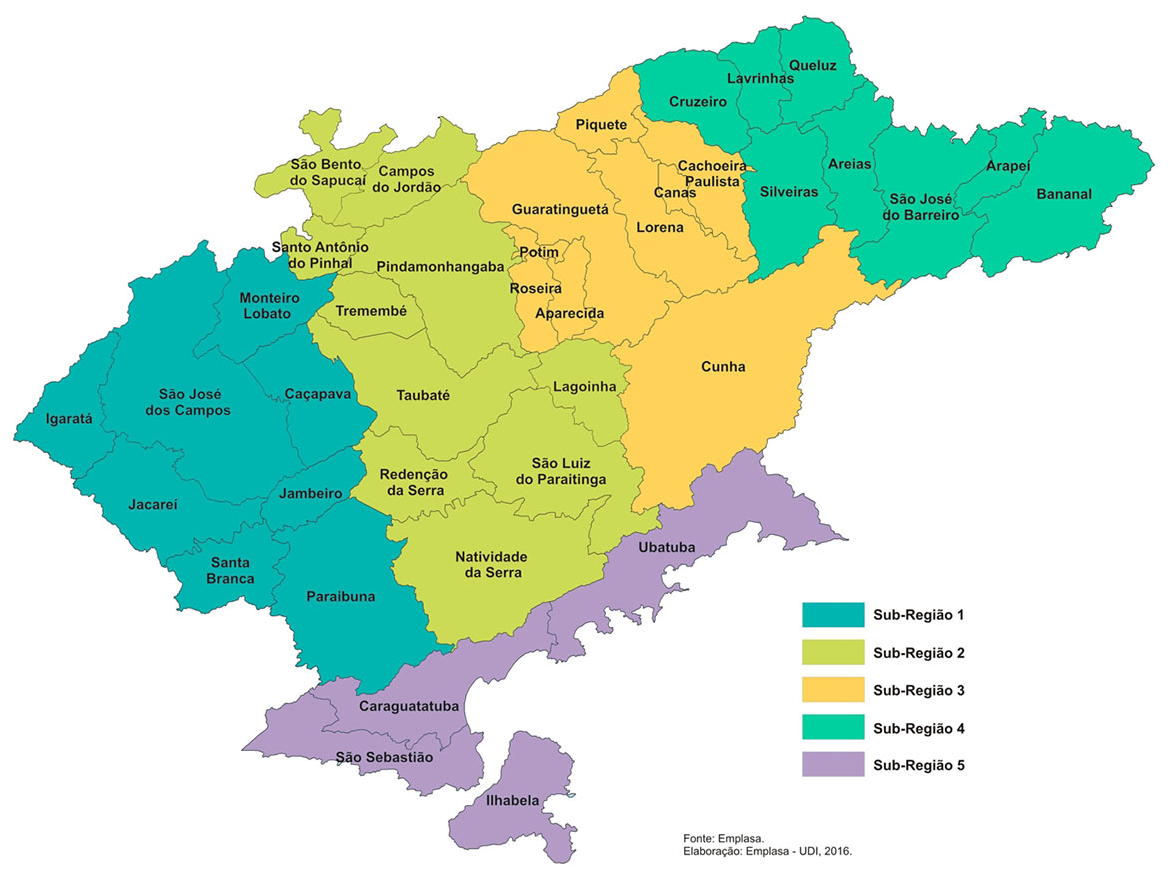 Queluz
Lavrinhas
Cruzeiro
Piquete
São Bento
do Sapucaí
Campos
do Jordão
Cachoeira
Paulista
Canas
Silveiras
Areias
São José
do Barreiro
Arapeí
Bananal
Guaratinguetá
Lorena
Santo Antônio
do Pinhal
Pindamonhangaba
Potim
Roseira
Aparecida
Monteiro
Lobato
Tremembé
Cunha
São José
dos Campos
Caçapava
Taubaté
Lagoinha
Igaratá
Redenção
da Serra
São Luiz
do Paraitinga
Jacareí
Jambeiro
Santa
Branca
Natividade
da Serra
Ubatuba
Paraibuna
Caraguatatuba
São Sebastião
Ilhabela
Sub-Região 1
Sub-Região 2
Sub-Região 3
Sub-Região 4
Sub-Região 5
Fonte: Emplasa.
Elaboração: Emplasa - UDI, 2016.